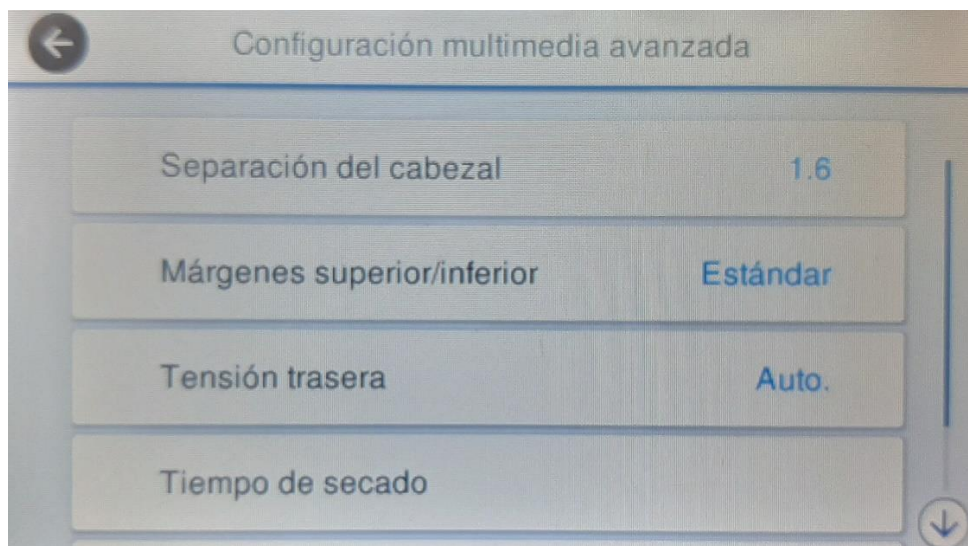 Configuración multimedia avanzada
Separación del cabezal 1.6
Márgenes superior/inferior Estándar
Tensión trasera Auto.
Tiempo de secado